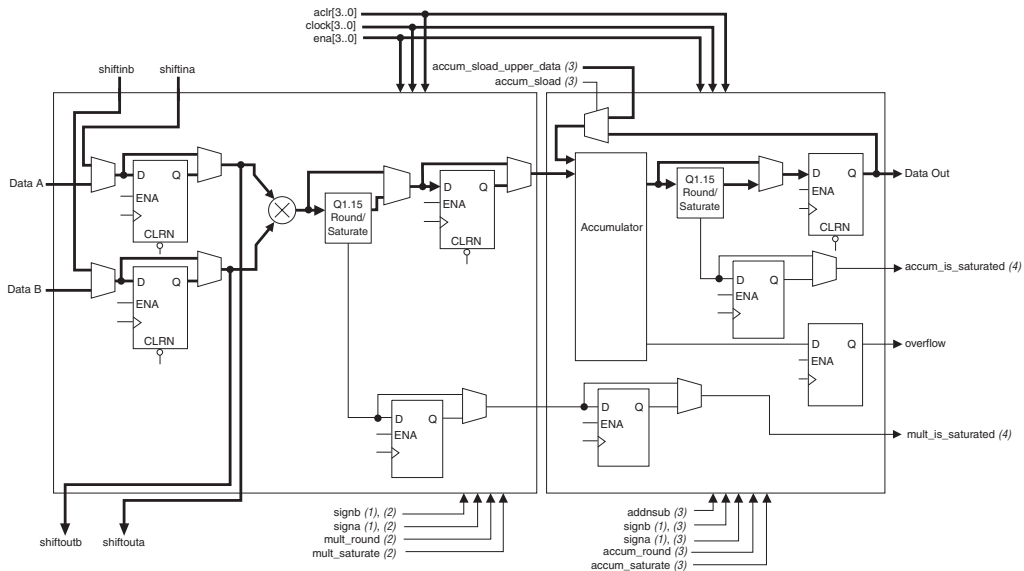 aclr[3..0]
clock[3..0]
ena[3..0]
shiftinb
shiftina
accum_sload_upper_data (3)
accum_sload (3)
Data A
D Q
ENA
CLRN
Q1.15
Round/
Saturate
D Q
ENA
CLRN
Accumulator
Q1.15
Round/
Saturate
D Q
ENA
CLRN
Data Out
Data B
D Q
ENA
CLRN
D Q
ENA
accum_is_saturated (4)
D Q
ENA
overflow
D Q
ENA
D Q
ENA
mult_is_saturated (4)
shiftoutb
shiftouta
signb (1), (2)
signa (1), (2)
mult_round (2)
mult_saturate (2)
addnsub (3)
signb (1), (3)
signa (1), (3)
accum_round (3)
accum_saturate (3)